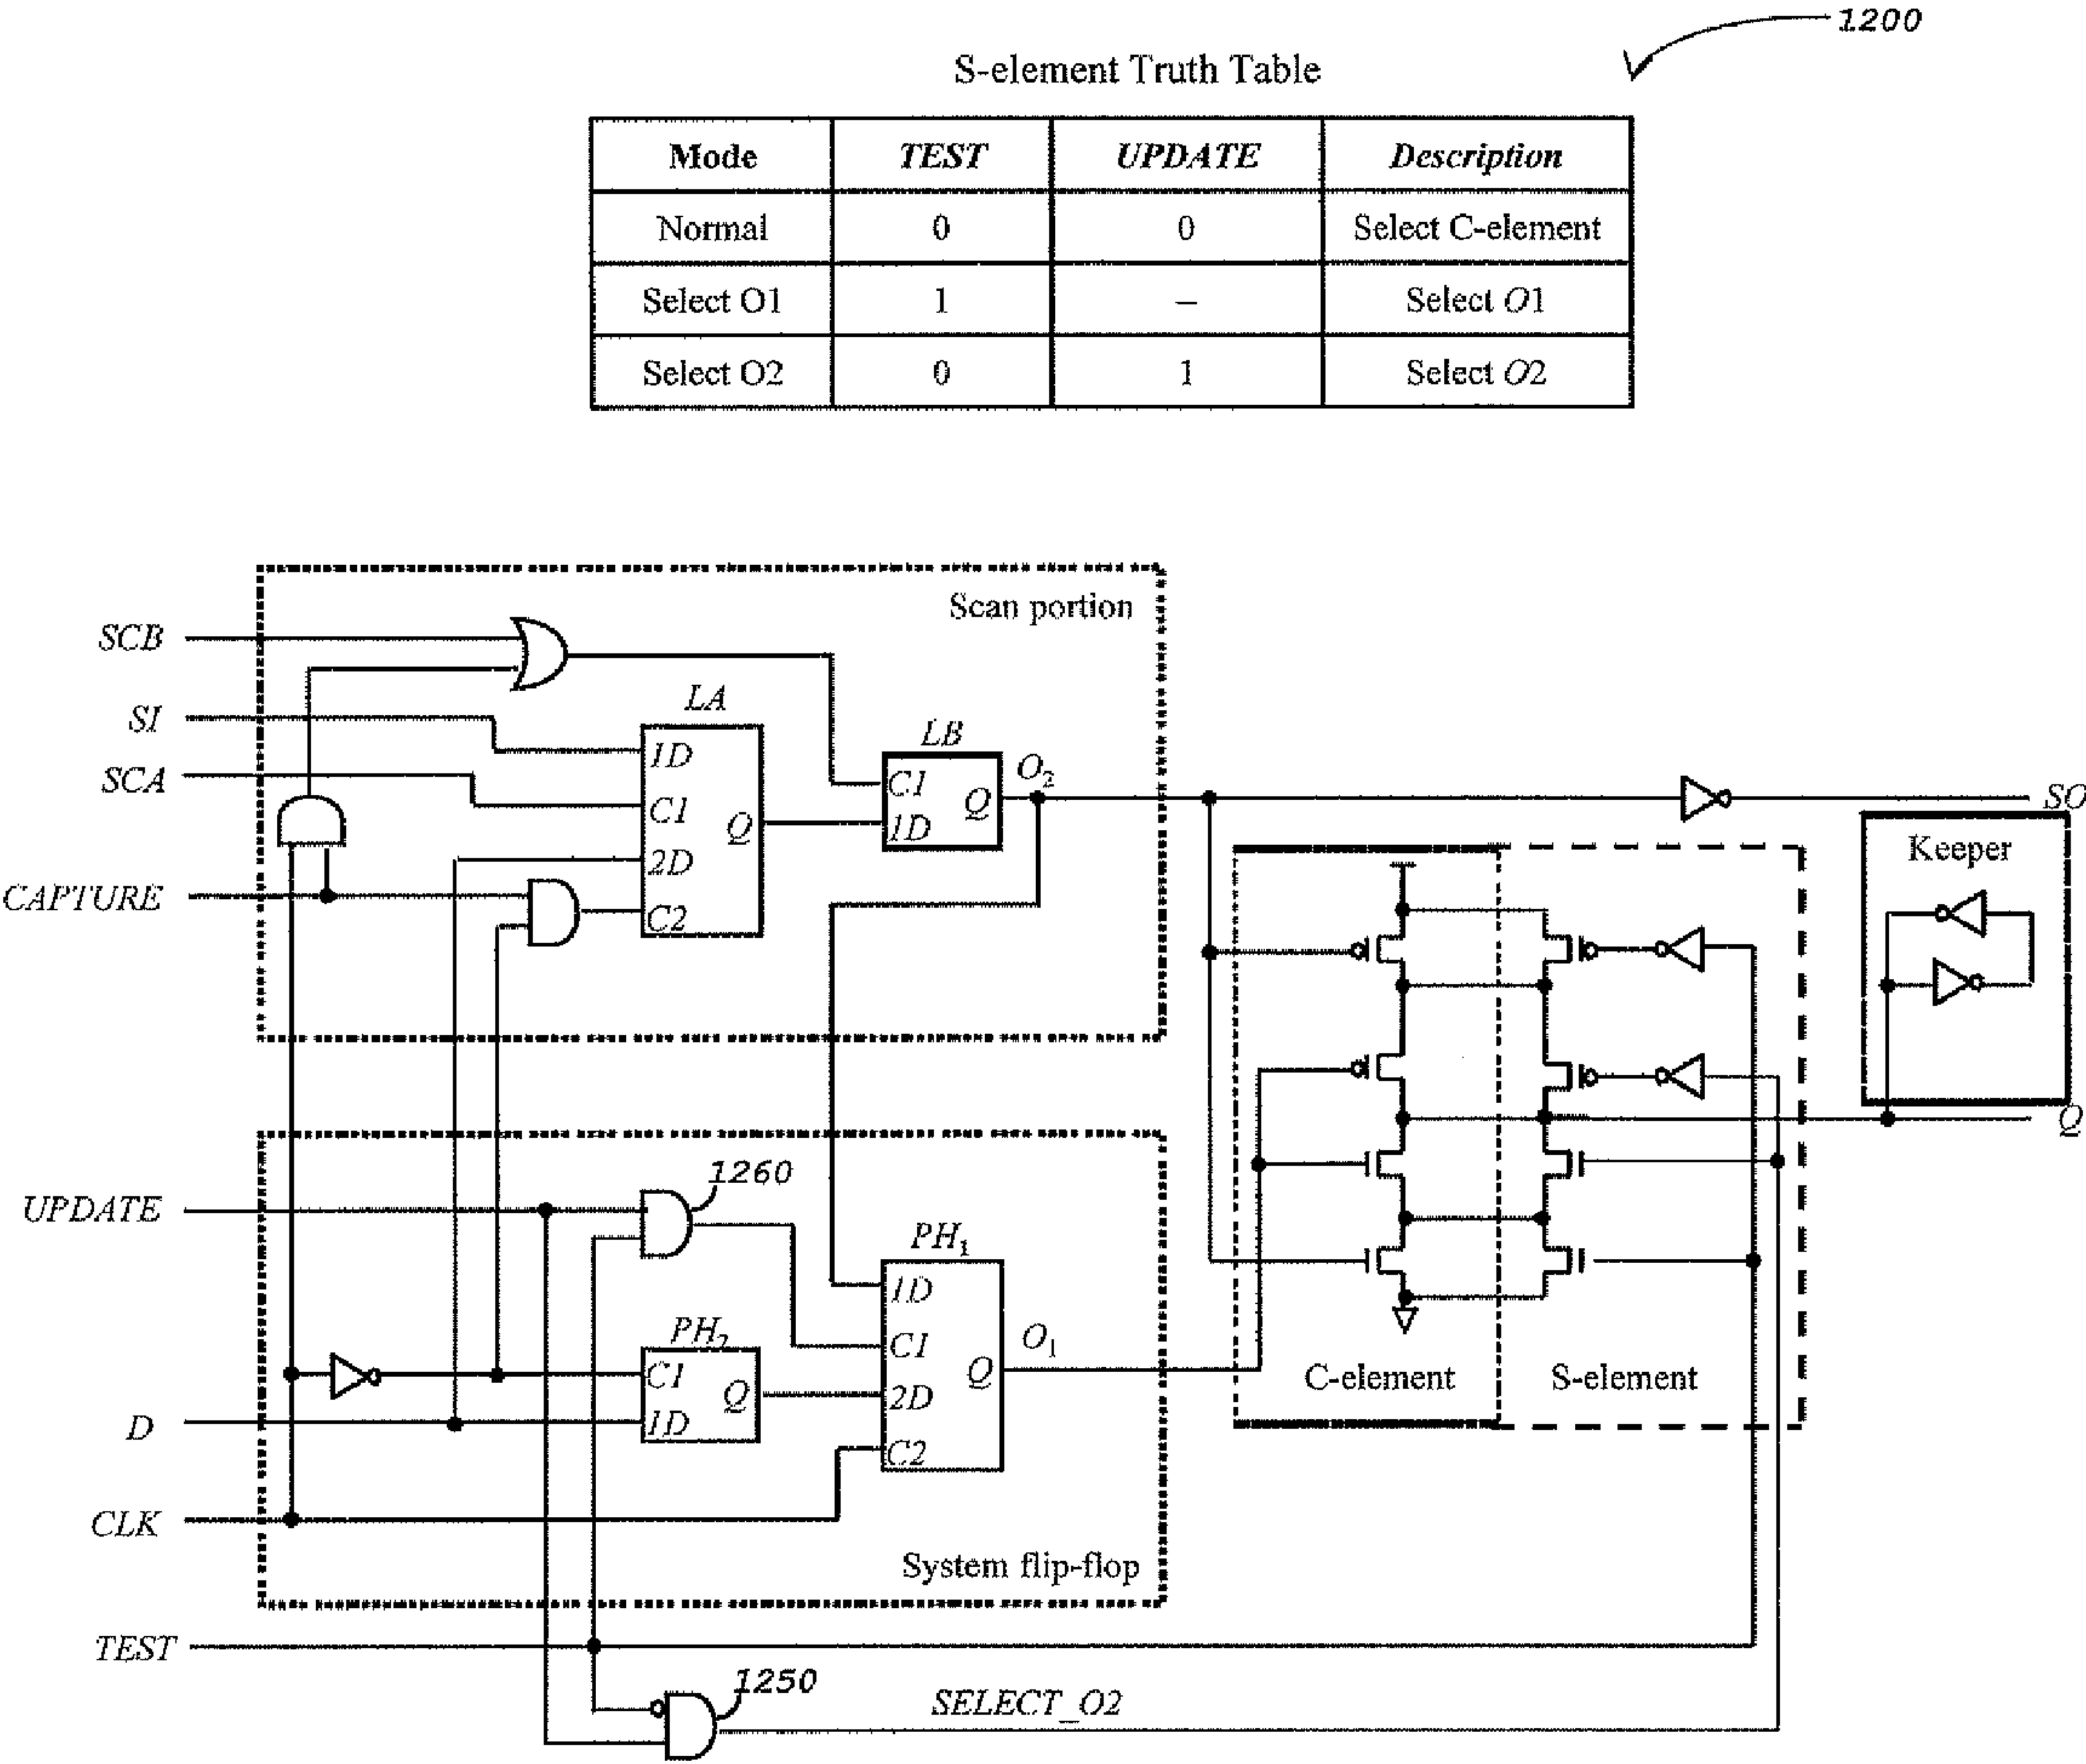 1200
S-element Truth Table
Mode TEST UPDATE Description
Normal 0 0 Select C-element
Select O1 1 – Select O1
Select O2 0 1 Select O2
Scan portion
SCB
LA
SI
1D
LB
SCA
C1
Q
2D
C2
C1
1D
Q
O2
SO
CAPTURE
Keeper
Q
UPDATE
1260
PH1
1D
C1
2D
C2
Q
O1
PH2
C1
1D
Q
C-element
S-element
D
CLK
System flip-flop
TEST
1250
SELECT_O2